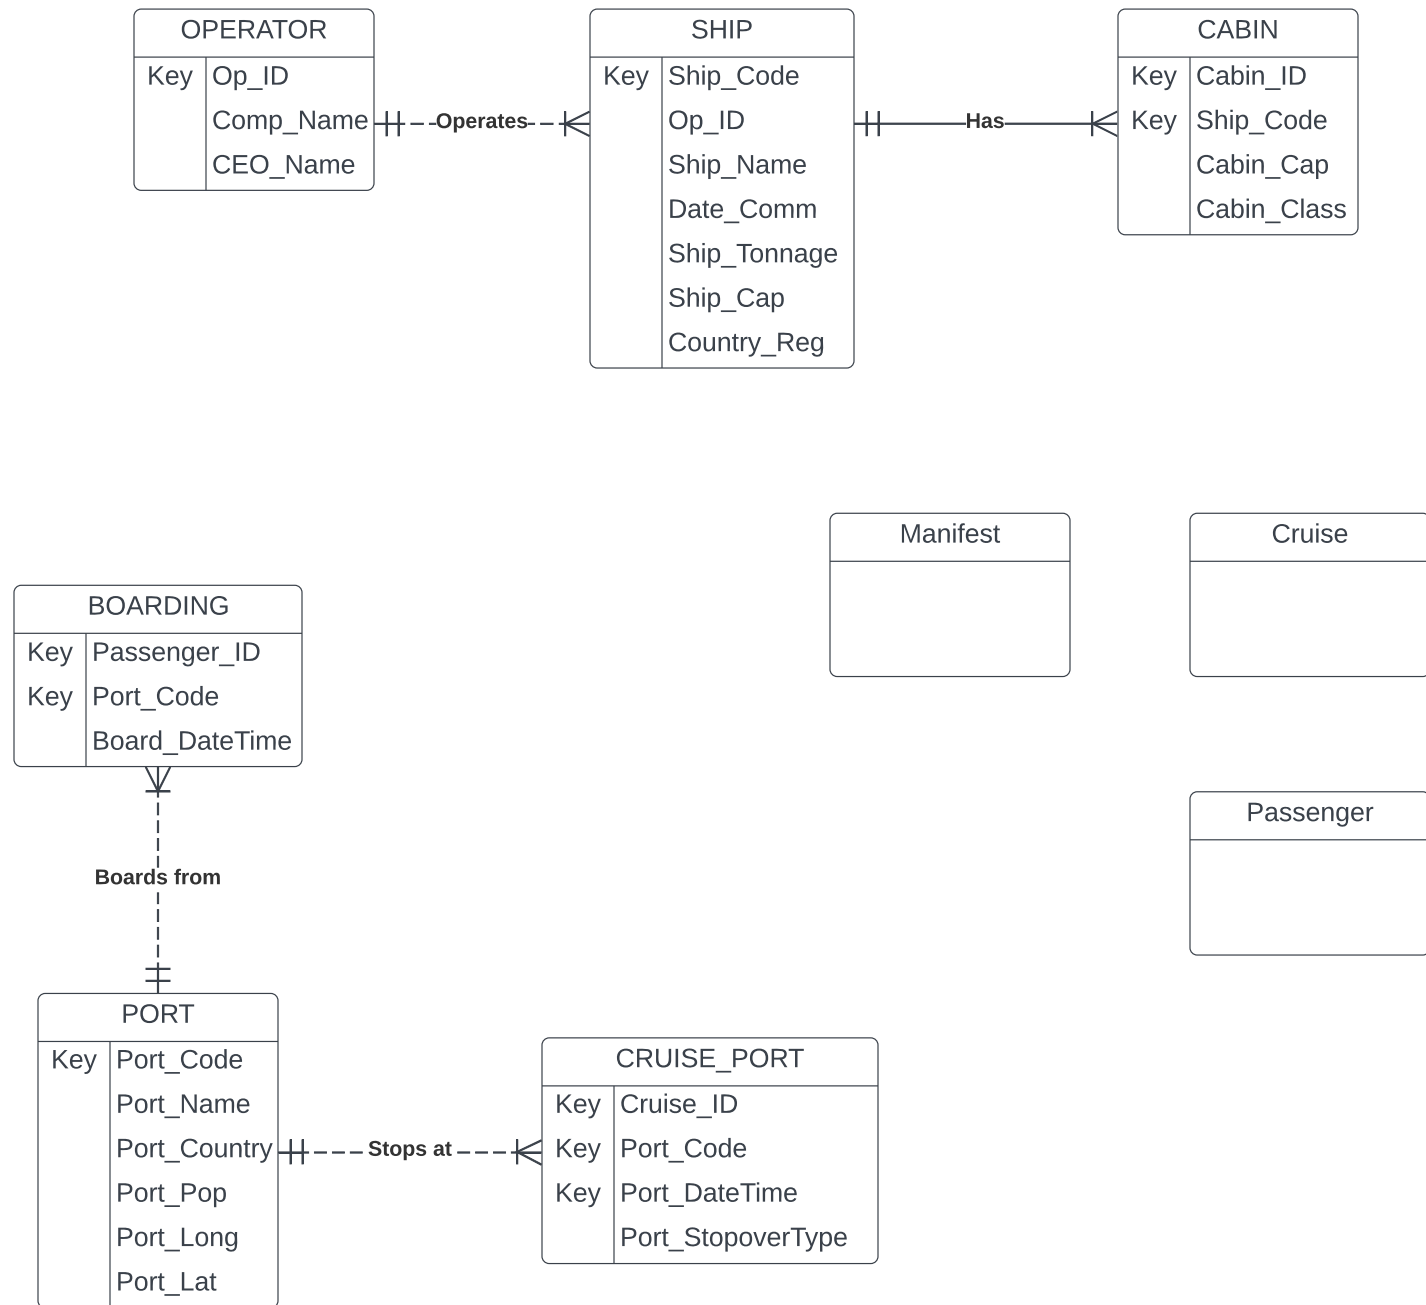 OPERATOR
Key Op_ID
Comp_Name
CEO_Name
Operates
SHIP
Key Ship_Code
Op_ID
Ship_Name
Date_Comm
Ship_Tonnage
Ship_Cap
Country_Reg
Has
CABIN
Key Cabin_ID
Key Ship_Code
Cabin_Cap
Cabin_Class
Manifest
Cruise
BOARDING
Key Passenger_ID
Key Port_Code
Board_DateTime
Passenger
Boards from
PORT
Key Port_Code
Port_Name
Port_Country
Port_Pop
Port_Long
Port_Lat
Stops at
CRUISE_PORT
Key Cruise_ID
Key Port_Code
Key Port_DateTime
Port_StopoverType